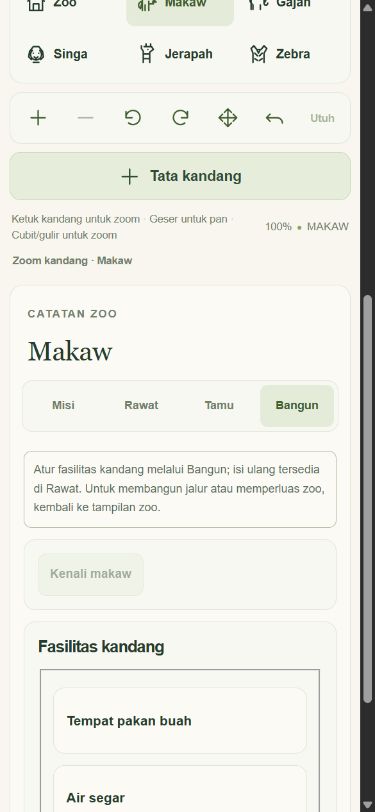 Zoo
Makaw
Gajah
Singa
Jerapah
Zebra
Utuh
Tata kandang
Ketuk kandang untuk zoom · Geser untuk pan ·
Cubit/gulir untuk zoom
100% • MAKAW
Zoom kandang · Makaw
CATATAN ZOO
Makaw
Misi
Rawat
Tamu
Bangun
Atur fasilitas kandang melalui Bangun; isi ulang tersedia
di Rawat. Untuk membangun jalur atau memperluas zoo,
kembali ke tampilan zoo.
Kenali makaw
Fasilitas kandang
Tempat pakan buah
Air segar